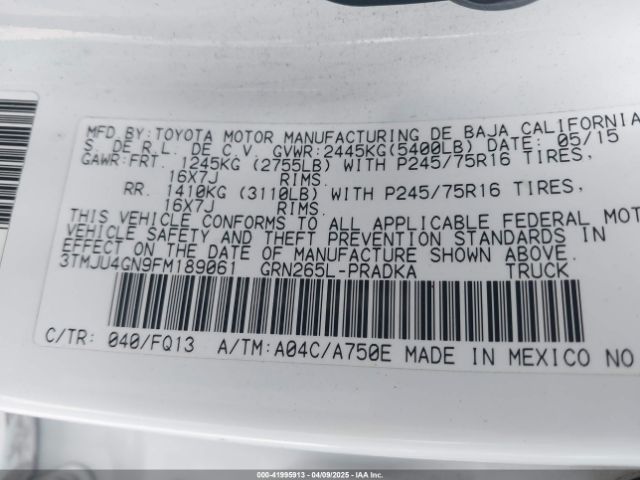 MFD. BY: TOYOTA MOTOR MANUFACTURING DE BAJA CALIFORNIA
S. DE R.L. DE C.V. GVWR:2445KG(5400LB) DATE: 05/15
GAWR:FRT. 1245KG (2755LB) WITH P245/75R16 TIRES,
16X7J RIMS.
RR. 1410KG (3110LB) WITH P245/75R16 TIRES,
16X7J RIMS.
THIS VEHICLE CONFORMS TO ALL APPLICABLE FEDERAL MOT
VEHICLE SAFETY AND THEFT PREVENTION STANDARDS IN
EFFECT ON THE DATE OF MANUFACTURE SHOWN ABOVE.
3TMJU4GN9FM189061 GRN265L-PRADKA TRUCK
C/TR: 040/FQ13 A/TM:A04C/A750E MADE IN MEXICO NO
000-41995913 - 04/09/2025 - IAAI.com